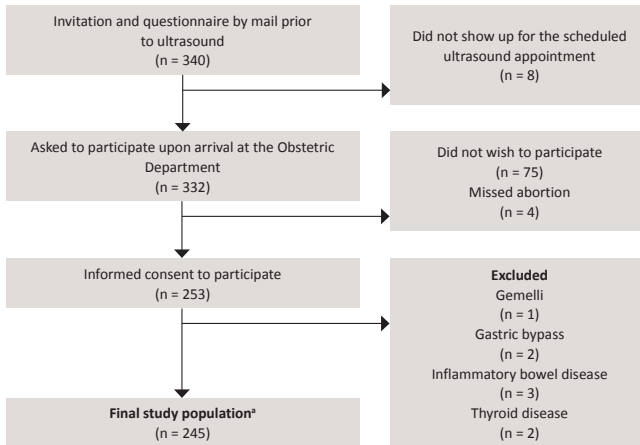 Invitation and questionnaire by mail prior
to ultrasound
(n = 340)
Did not show up for the scheduled
ultrasound appointment
(n = 8)
Asked to participate upon arrival at the Obstetric
Department
(n = 332)
Did not wish to participate
(n = 75)
Missed abortion
(n = 4)
Informed consent to participate
(n = 253)
Excluded
Gemelli
(n = 1)
Gastric bypass
(n = 2)
Inflammatory bowel disease
(n = 3)
Thyroid disease
(n = 2)
Final study populationᵃ
(n = 245)